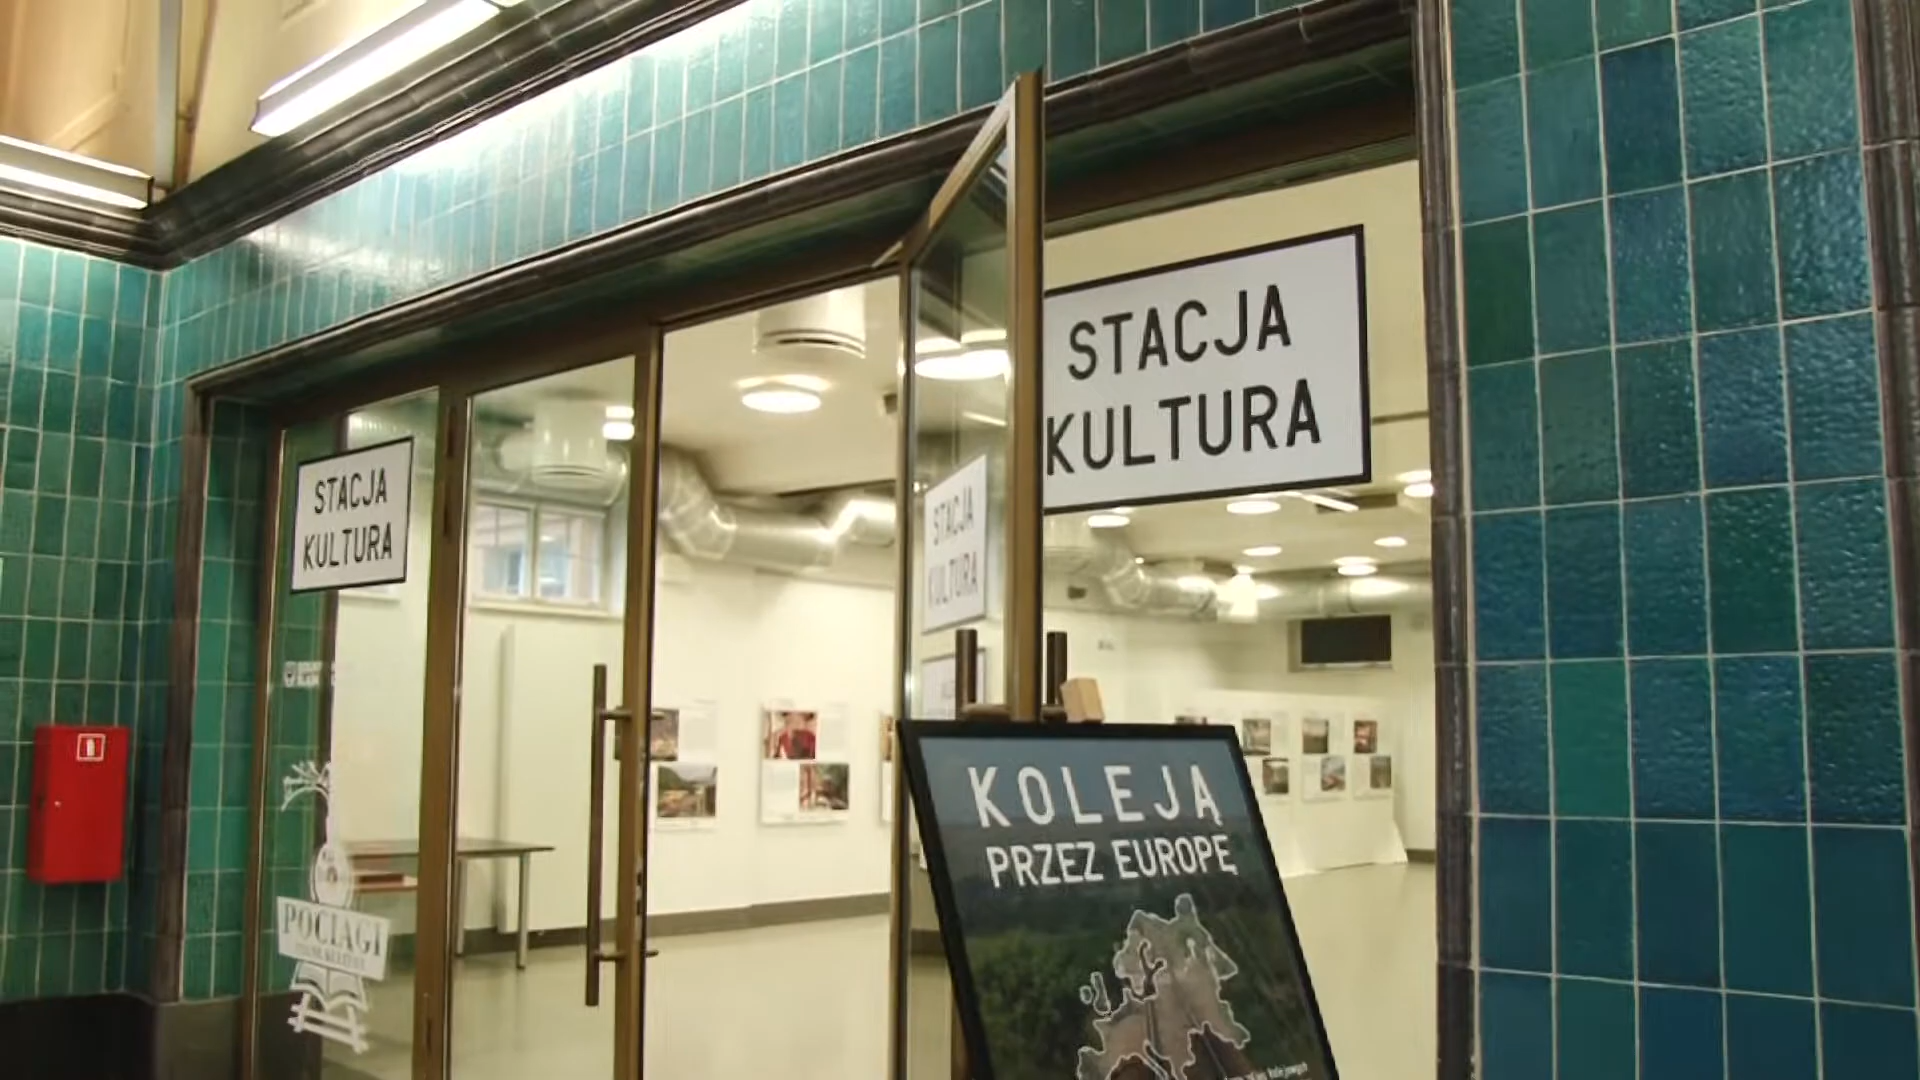 STACJA
KULTURA
STACJA
KULTURA
STACJA
KULTURA
KOLEJĄ
PRZEZ EUROPĘ
POCIĄGI